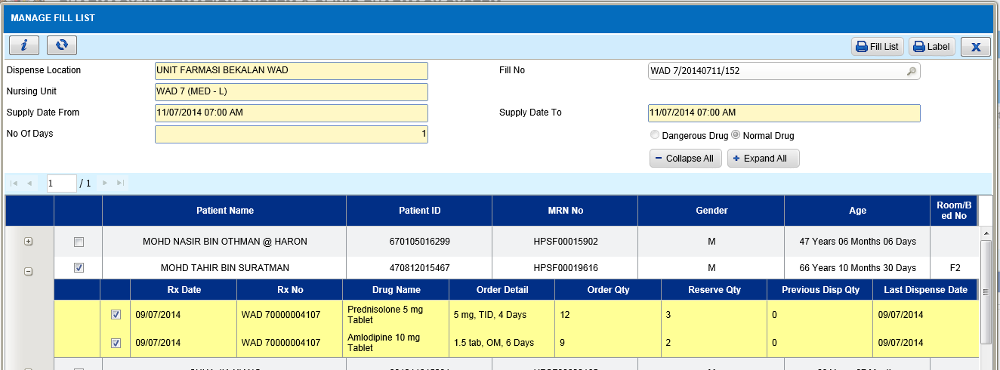 MANAGE FILL LIST
i
Fill List Label X
Dispense Location UNIT FARMASI BEKALAN WAD Fill No WAD 7/20140711/152
Nursing Unit WAD 7 (MED - L)
Supply Date From 11/07/2014 07:00 AM Supply Date To 11/07/2014 07:00 AM
No Of Days 1 Dangerous Drug Normal Drug
Collapse All Expand All
1 / 1
Patient Name Patient ID MRN No Gender Age Room/B
ed No
MOHD NASIR BIN OTHMAN @ HARON 670105016299 HPSF00015902 M 47 Years 06 Months 06 Days
MOHD TAHIR BIN SURATMAN 470812015467 HPSF00019616 M 66 Years 10 Months 30 Days F2
Rx Date Rx No Drug Name Order Detail Order Qty Reserve Qty Previous Disp Qty Last Dispense Date
09/07/2014 WAD 70000004107 Prednisolone 5 mg
Tablet 5 mg, TID, 4 Days 12 3 0 09/07/2014
09/07/2014 WAD 70000004107 Amlodipine 10 mg
Tablet 1.5 tab, OM, 6 Days 9 2 0 09/07/2014